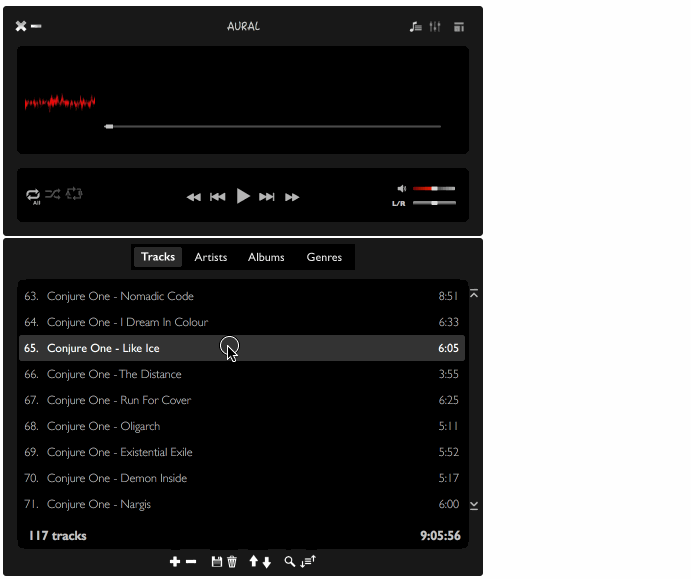 AURAL
All
L/R
Tracks Artists Albums Genres
63. Conjure One - Nomadic Code 8:51
64. Conjure One - I Dream In Colour 6:33
65. Conjure One - Like Ice 6:05
66. Conjure One - The Distance 3:55
67. Conjure One - Run For Cover 6:25
68. Conjure One - Oligarch 5:11
69. Conjure One - Existential Exile 5:52
70. Conjure One - Demon Inside 5:17
71. Conjure One - Nargis 6:00
117 tracks 9:05:56